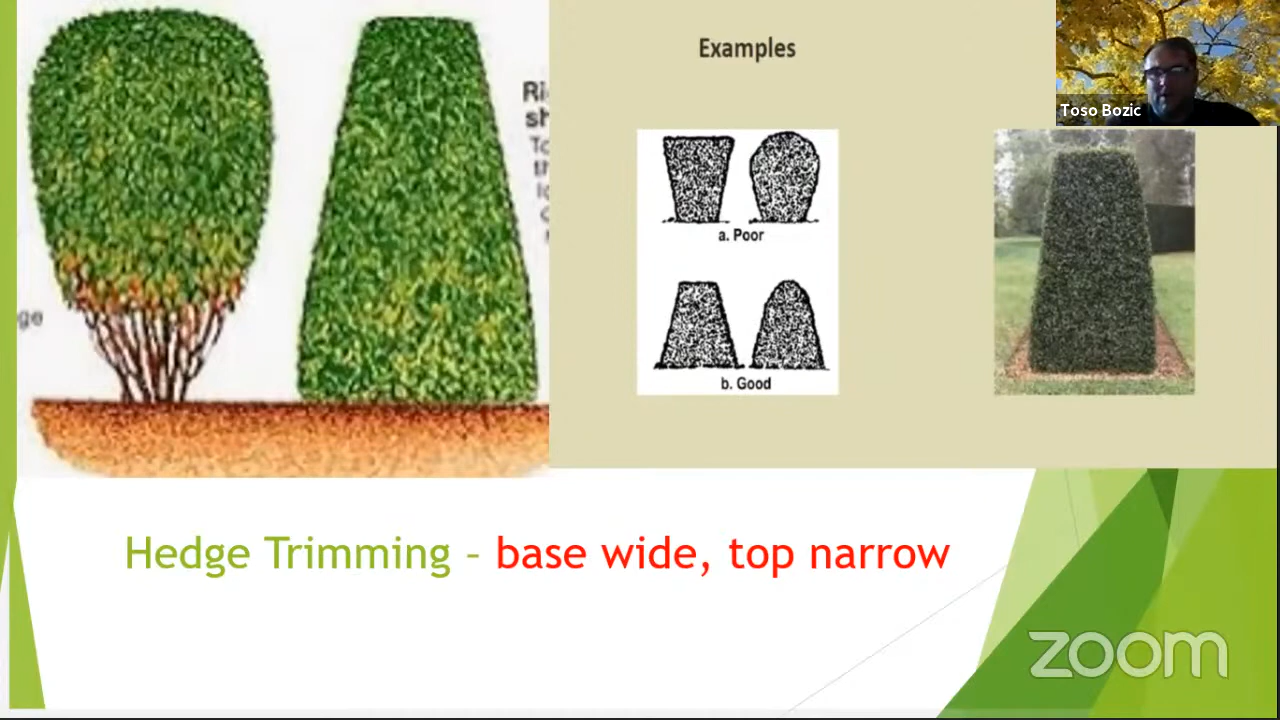 Examples
Toso Bozic
a. Poor
b. Good
Hedge Trimming – base wide, top narrow
zoom